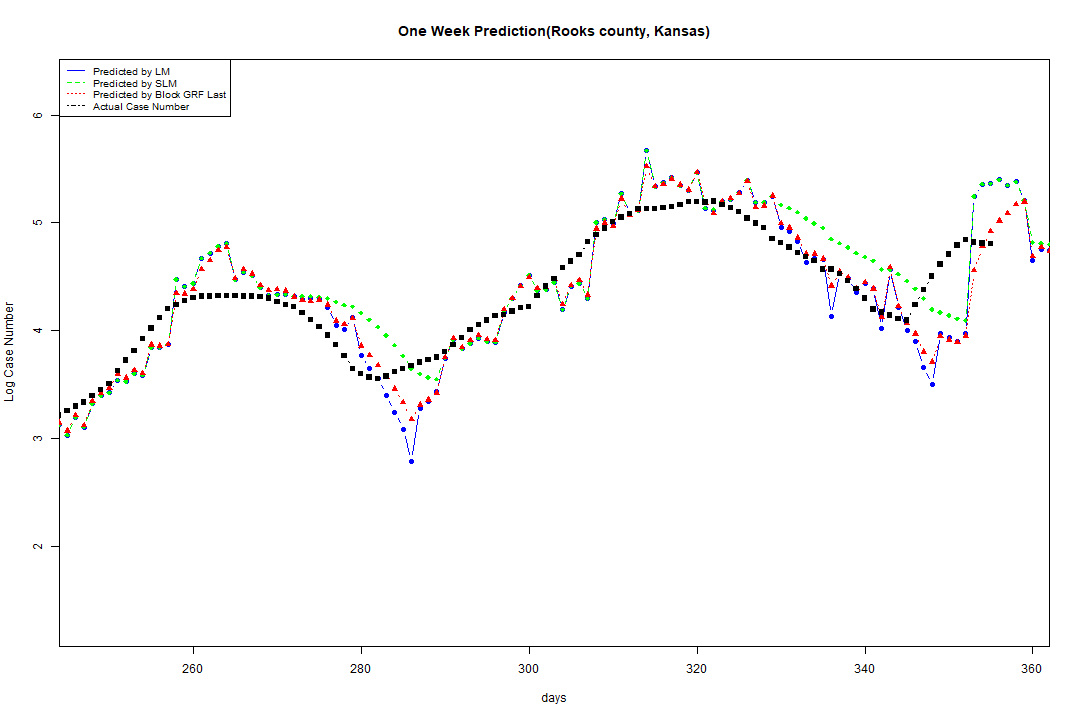 One Week Prediction(Rooks county, Kansas)
Predicted by LM
Predicted by SLM
Predicted by Block GRF Last
Actual Case Number
6
5
4
3
2
Log Case Number
260
280
300
320
340
360
days